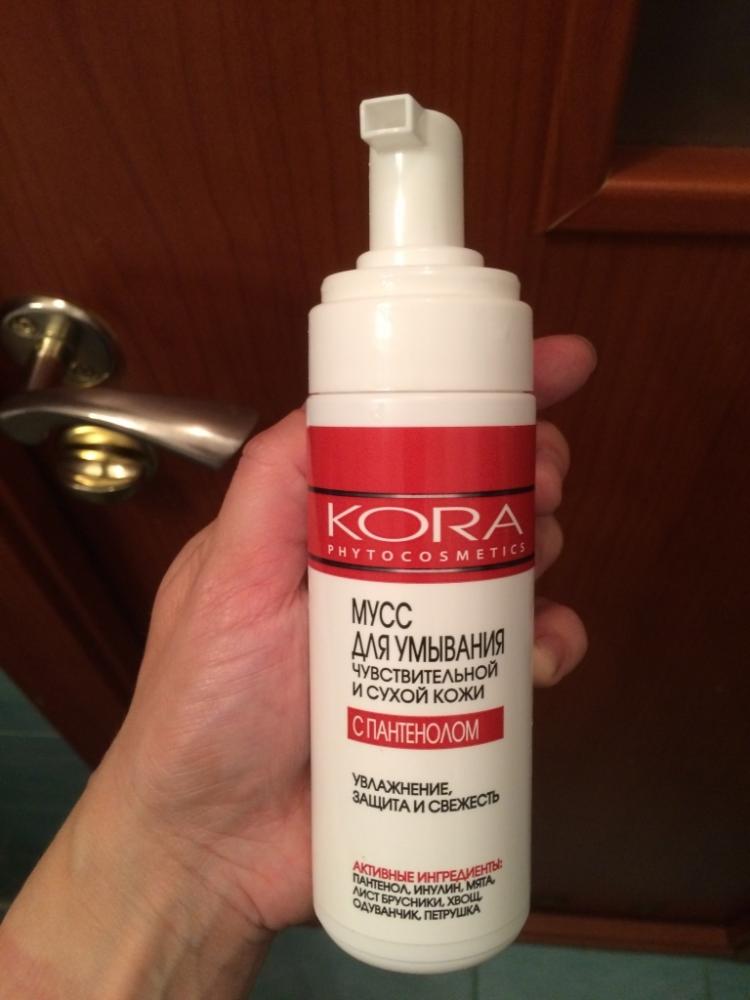 KORA
PHYTOCOSMETICS
МУСС
ДЛЯ УМЫВАНИЯ
ЧУВСТВИТЕЛЬНОЙ
И СУХОЙ КОЖИ
С ПАНТЕНОЛОМ
УВЛАЖНЕНИЕ,
ЗАЩИТА И СВЕЖЕСТЬ
АКТИВНЫЕ ИНГРЕДИЕНТЫ:
ПАНТЕНОЛ, ИНУЛИН, МЯТА,
ЛИСТ БРУСНИКИ, ХВОЩ,
ОДУВАНЧИК, ПЕТРУШКА